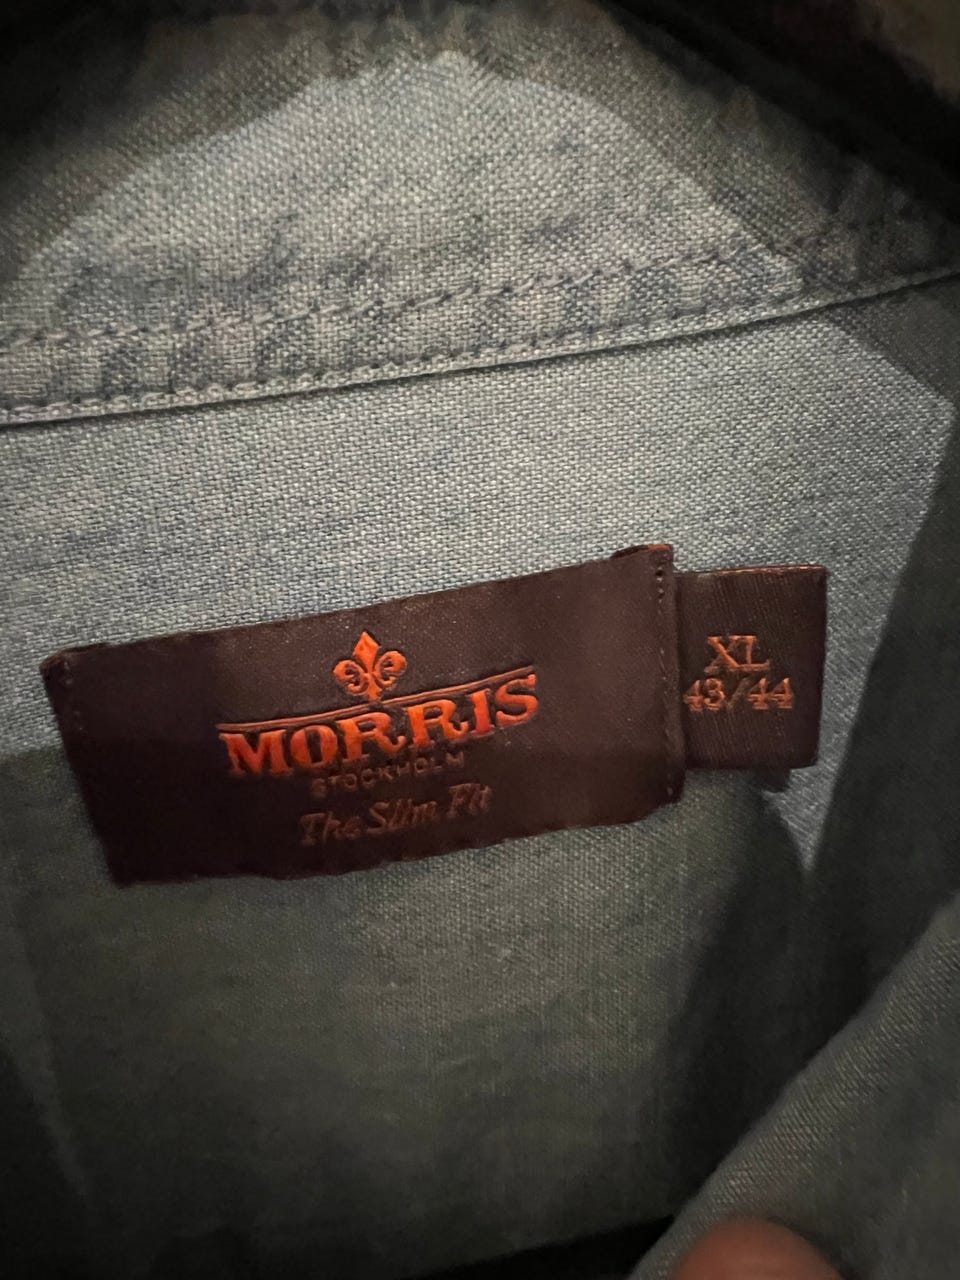 MORRIS
STOCKHOLM
The Slim Fit
XL
43/44